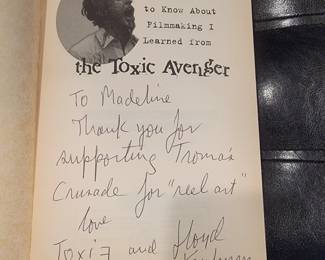 to Know About
Filmmaking I
Learned from
the Toxic Avenger
To Madeline
Thank you for
supporting Troma's
Crusade for "reel art"
love
Toxie and Lloyd
Kaufman